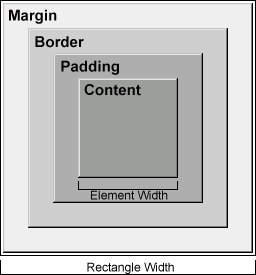 Margin
Border
Padding
Content
Element Width
Rectangle Width